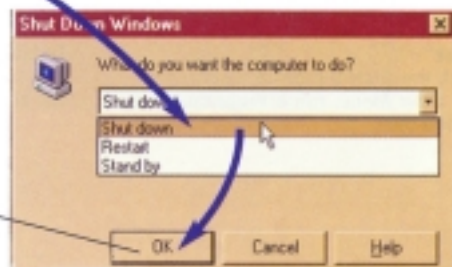 Shut Down Windows
What do you want the computer to do?
Shut down
Shut down
Restart
Stand by
OK Cancel Help